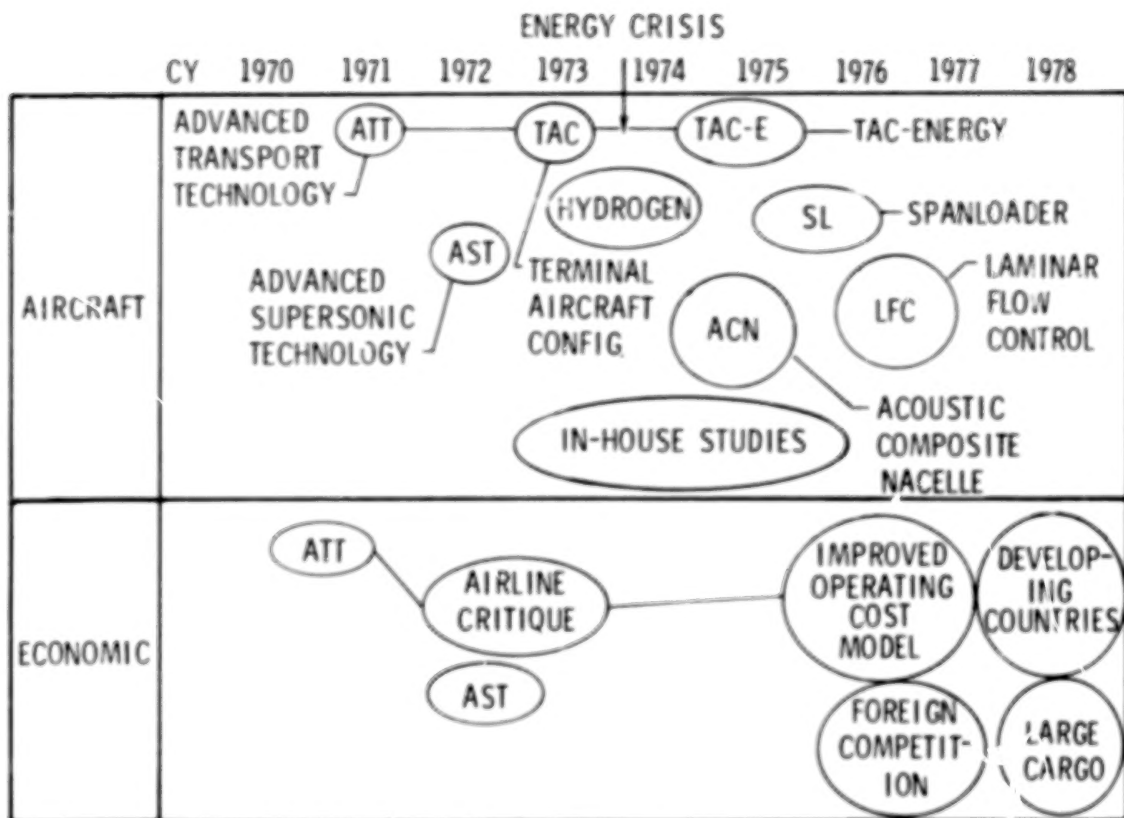 ENERGY CRISIS
CY 1970 1971 1972 1973 1974 1975 1976 1977 1978
AIRCRAFT
ADVANCED
TRANSPORT
TECHNOLOGY
ATT
TAC
TAC-E
TAC-ENERGY
HYDROGEN
SL
SPANLOADER
AST
ADVANCED
SUPERSONIC
TECHNOLOGY
TERMINAL
AIRCRAFT
CONFIG
ACN
LFC
LAMINAR
FLOW
CONTROL
IN-HOUSE STUDIES
ACOUSTIC
COMPOSITE
NACELLE
ECONOMIC
ATT
AIRLINE
CRITIQUE
AST
IMPROVED
OPERATING
COST
MODEL
DEVELOP-
ING
COUNTRIES
FOREIGN
COMPETIT-
ION
LARGE
CARGO